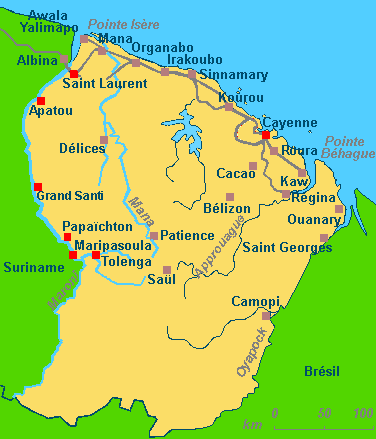 Awala
Yalimapo
Pointe Isère
Mana
Organabo
Albina
Irakoubo
Sinnamary
Saint Laurent
Apatou
Kourou
Cayenne
Roura
Pointe
Béhague
Délices
Cacao
Kaw
Grand Santi
Mana
Bélizon
Régina
Ouanary
Papaïchton
Patience
Approuague
Saint Georges
Maripasoula
Suriname
Tolenga
Saül
Maroni
Camopi
Oyapock
Brésil
km
0 50 100